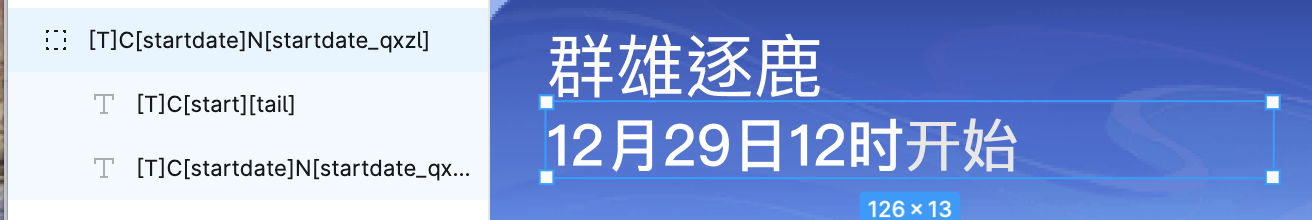 [T]C[startdate]N[startdate_qxzl]
[T]C[start][tail]
[T]C[startdate]N[startdate_qx...
群雄逐鹿
12月29日12时开始
126 × 13